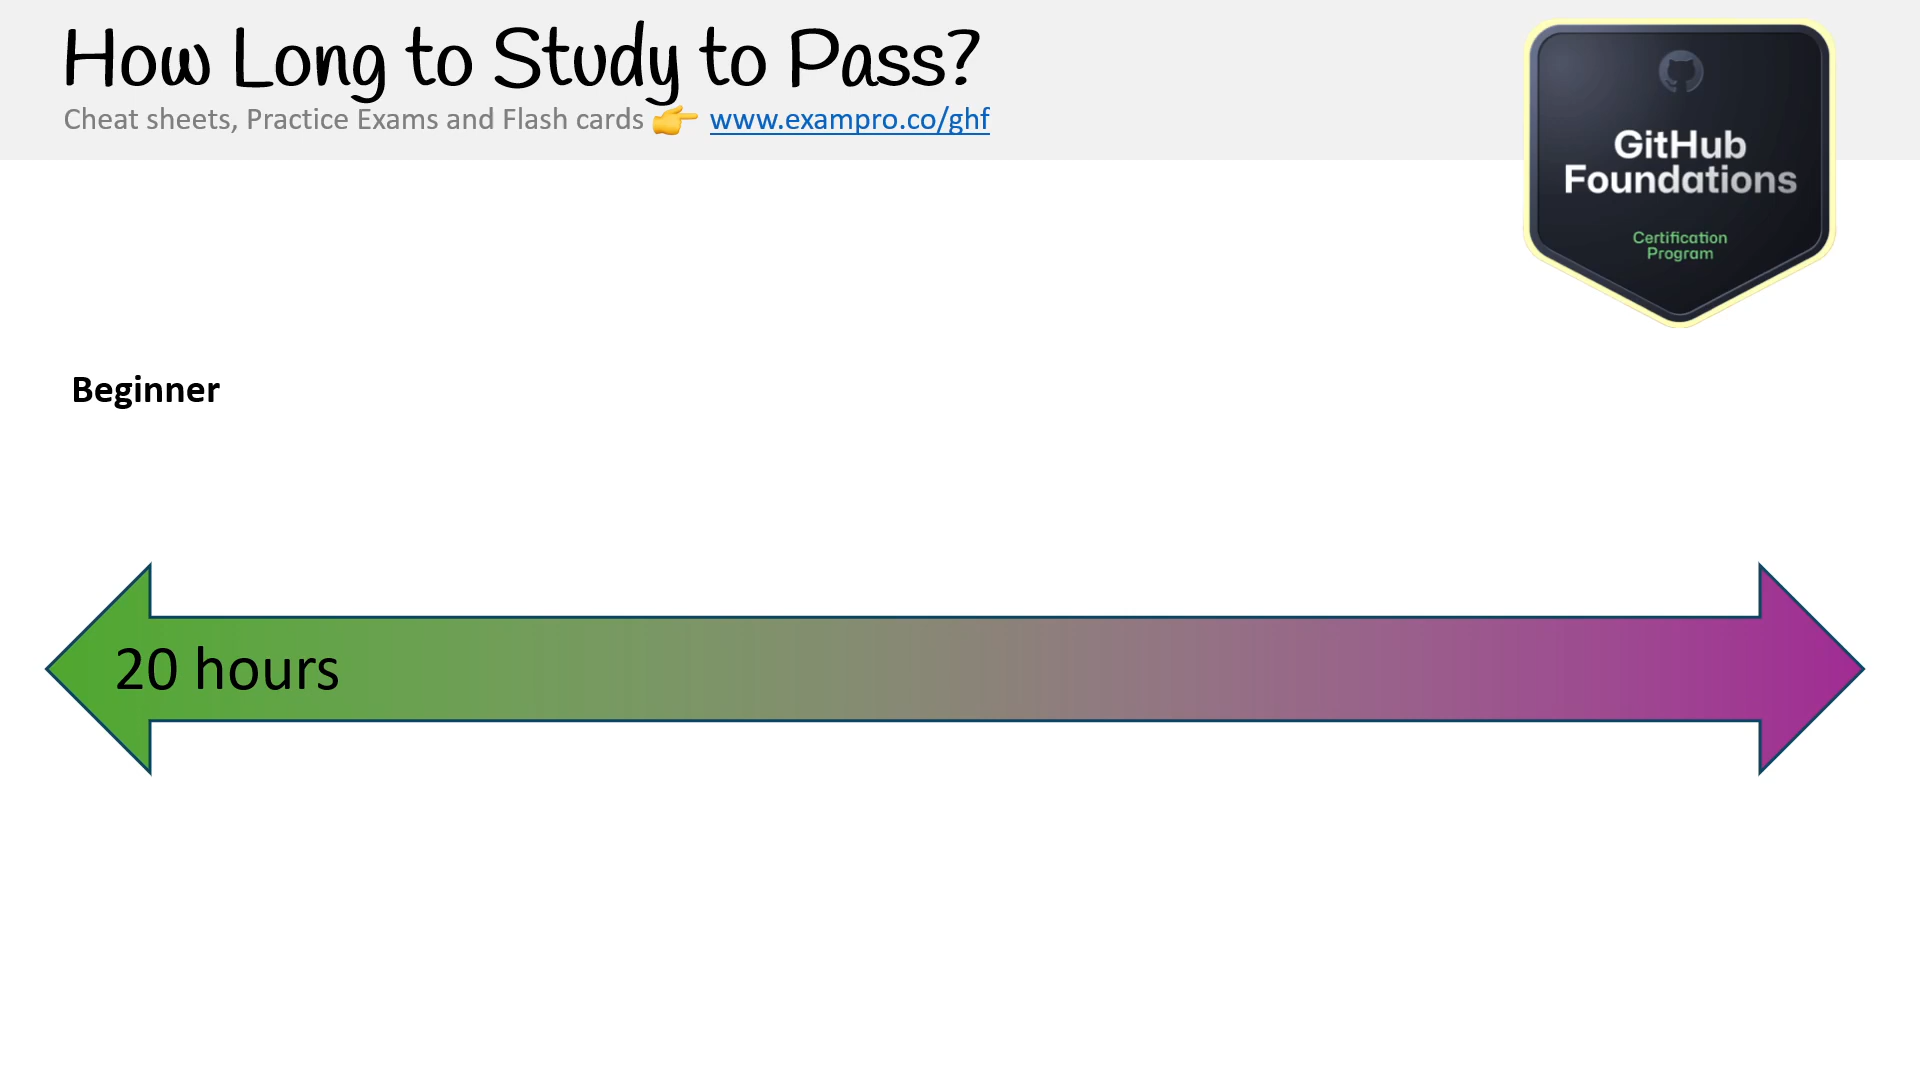 How Long to Study to Pass?
Cheat sheets, Practice Exams and Flash cards 👉 www.exampro.co/ghf
GitHub
Foundations
Certification
Program
Beginner
20 hours